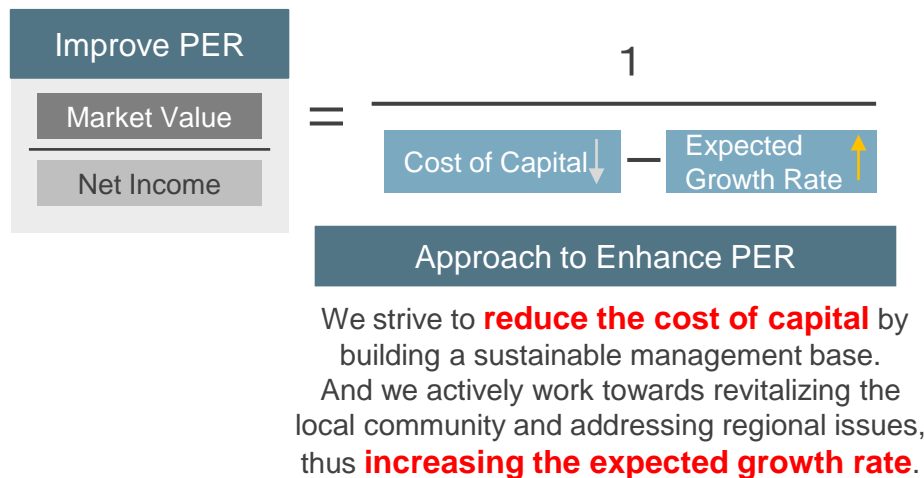 Improve PER
Market Value
Net Income
=
1
Cost of Capital
—
Expected
Growth Rate
Approach to Enhance PER
We strive to reduce the cost of capital by
building a sustainable management base.
And we actively work towards revitalizing the
local community and addressing regional issues,
thus increasing the expected growth rate.